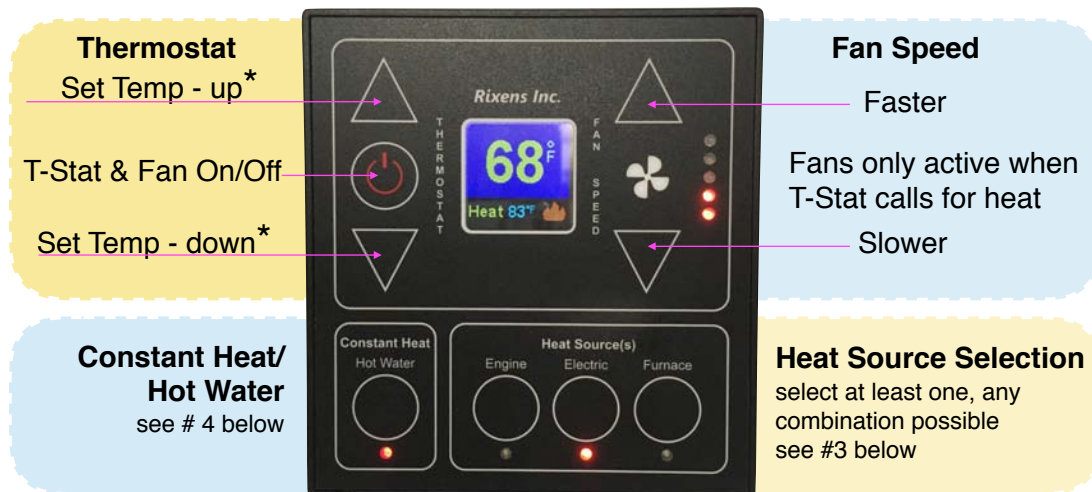 Thermostat
Set Temp - up*
T-Stat & Fan On/Off
Set Temp - down*
Rixens Inc.
THERMOSTAT
68°F
Heat 83°F
FAN SPEED
Fan Speed
Faster
Fans only active when
T-Stat calls for heat
Slower
Constant Heat/
Hot Water
see # 4 below
Constant Heat
Hot Water
Heat Source(s)
Engine
Electric
Furnace
Heat Source Selection
select at least one, any
combination possible
see #3 below